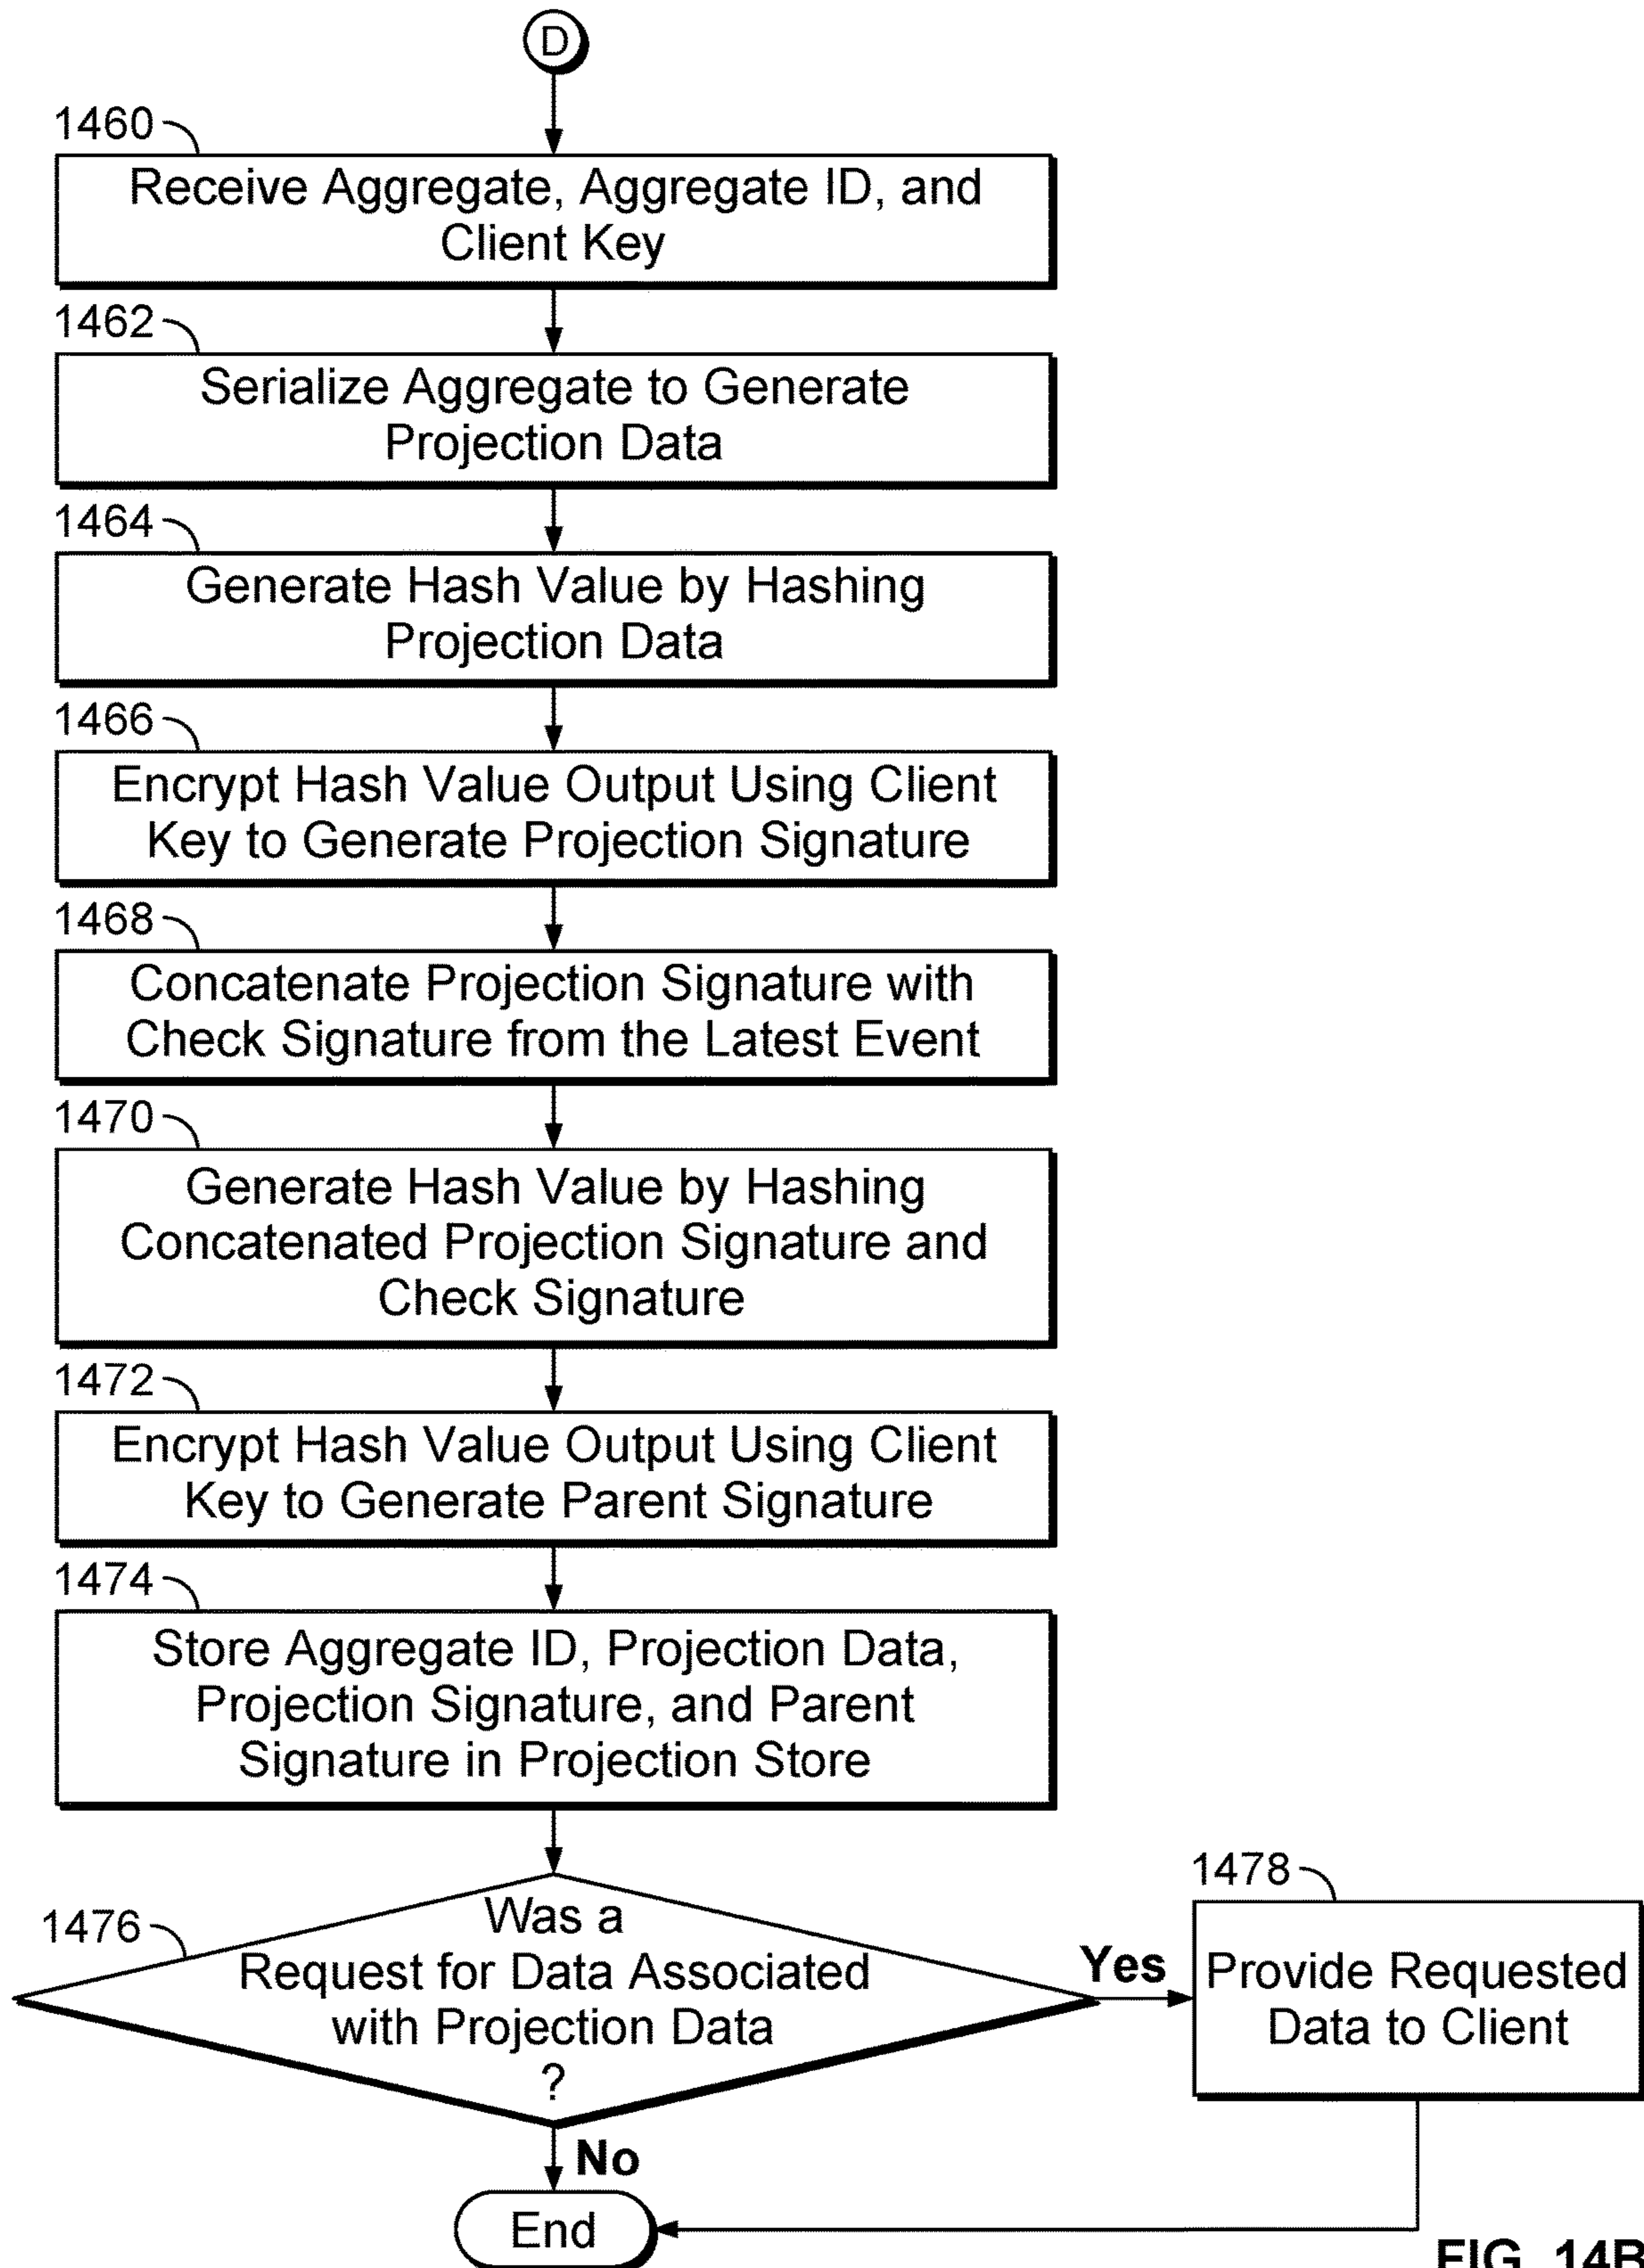 D
1460
Receive Aggregate, Aggregate ID, and
Client Key
1462
Serialize Aggregate to Generate
Projection Data
1464
Generate Hash Value by Hashing
Projection Data
1466
Encrypt Hash Value Output Using Client
Key to Generate Projection Signature
1468
Concatenate Projection Signature with
Check Signature from the Latest Event
1470
Generate Hash Value by Hashing
Concatenated Projection Signature and
Check Signature
1472
Encrypt Hash Value Output Using Client
Key to Generate Parent Signature
1474
Store Aggregate ID, Projection Data,
Projection Signature, and Parent
Signature in Projection Store
1476
Was a
Request for Data Associated
with Projection Data
?
Yes
1478
Provide Requested
Data to Client
No
End
FIG. 14B